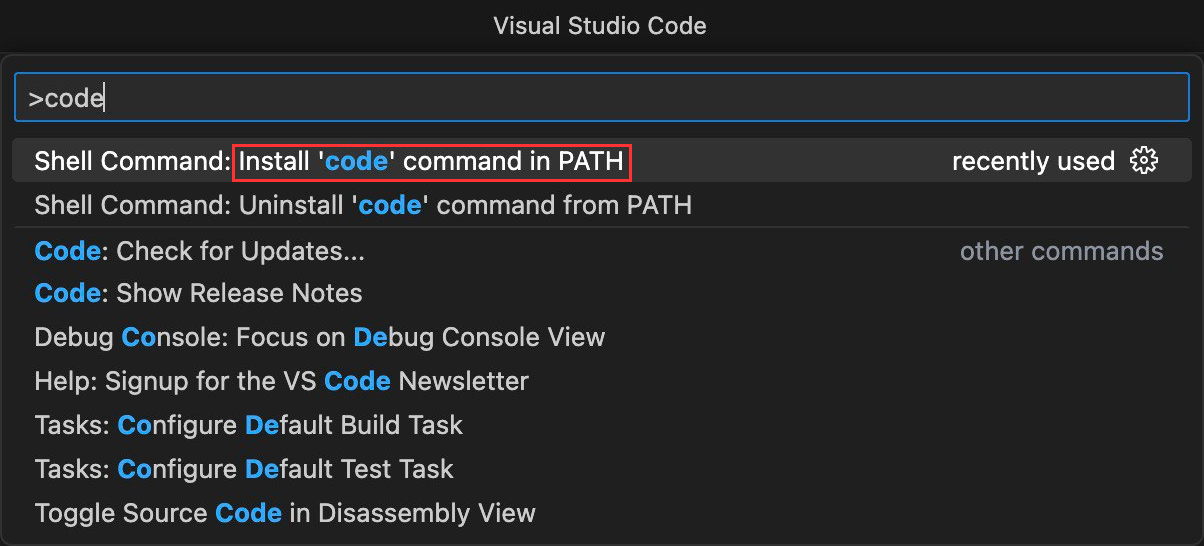 Visual Studio Code
>code
Shell Command: Install 'code' command in PATH recently used
Shell Command: Uninstall 'code' command from PATH
Code: Check for Updates... other commands
Code: Show Release Notes
Debug Console: Focus on Debug Console View
Help: Signup for the VS Code Newsletter
Tasks: Configure Default Build Task
Tasks: Configure Default Test Task
Toggle Source Code in Disassembly View